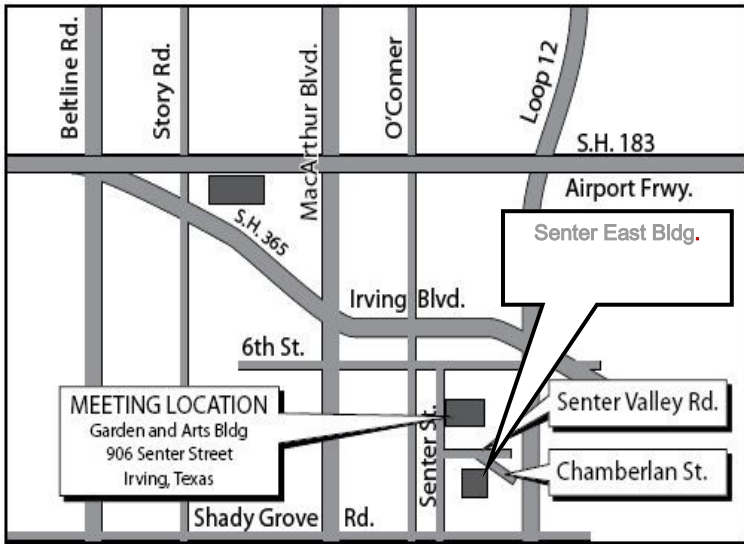 Beltline Rd.
Story Rd.
MacArthur Blvd.
O'Conner
Loop 12
S.H. 183
Airport Frwy.
S.H. 365
Senter East Bldg.
Irving Blvd.
6th St.
MEETING LOCATION
Garden and Arts Bldg
906 Senter Street
Irving, Texas
Senter St.
Senter Valley Rd.
Chamberlan St.
Shady Grove Rd.